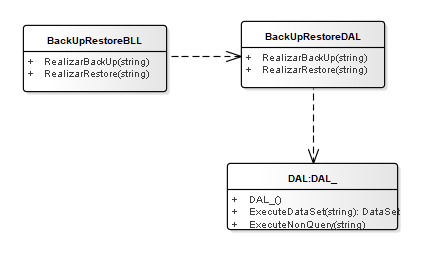 BackUpRestoreBLL
+ RealizarBackUp(string)
+ RealizarRestore(string)
BackUpRestoreDAL
+ RealizarBackUp(string)
+ RealizarRestore(string)
DAL:DAL_
+ DAL_()
+ ExecuteDataSet(string): DataSet
+ ExecuteNonQuery(string)